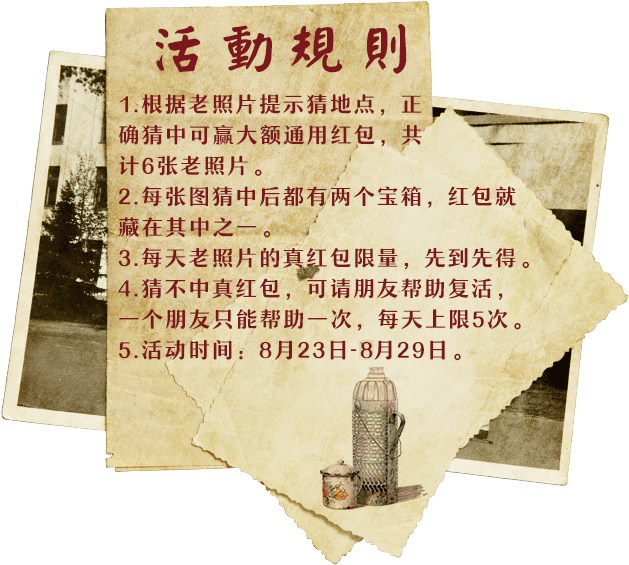 活動規則
1.根据老照片提示猜地点，正
确猜中可赢大额通用红包，共
计6张老照片。
2.每张图猜中后都有两个宝箱，红包就
藏在其中之一。
3.每天老照片的真红包限量，先到先得。
4.猜不中真红包，可请朋友帮助复活，
一个朋友只能帮助一次，每天上限5次。
5.活动时间：8月23日-8月29日。